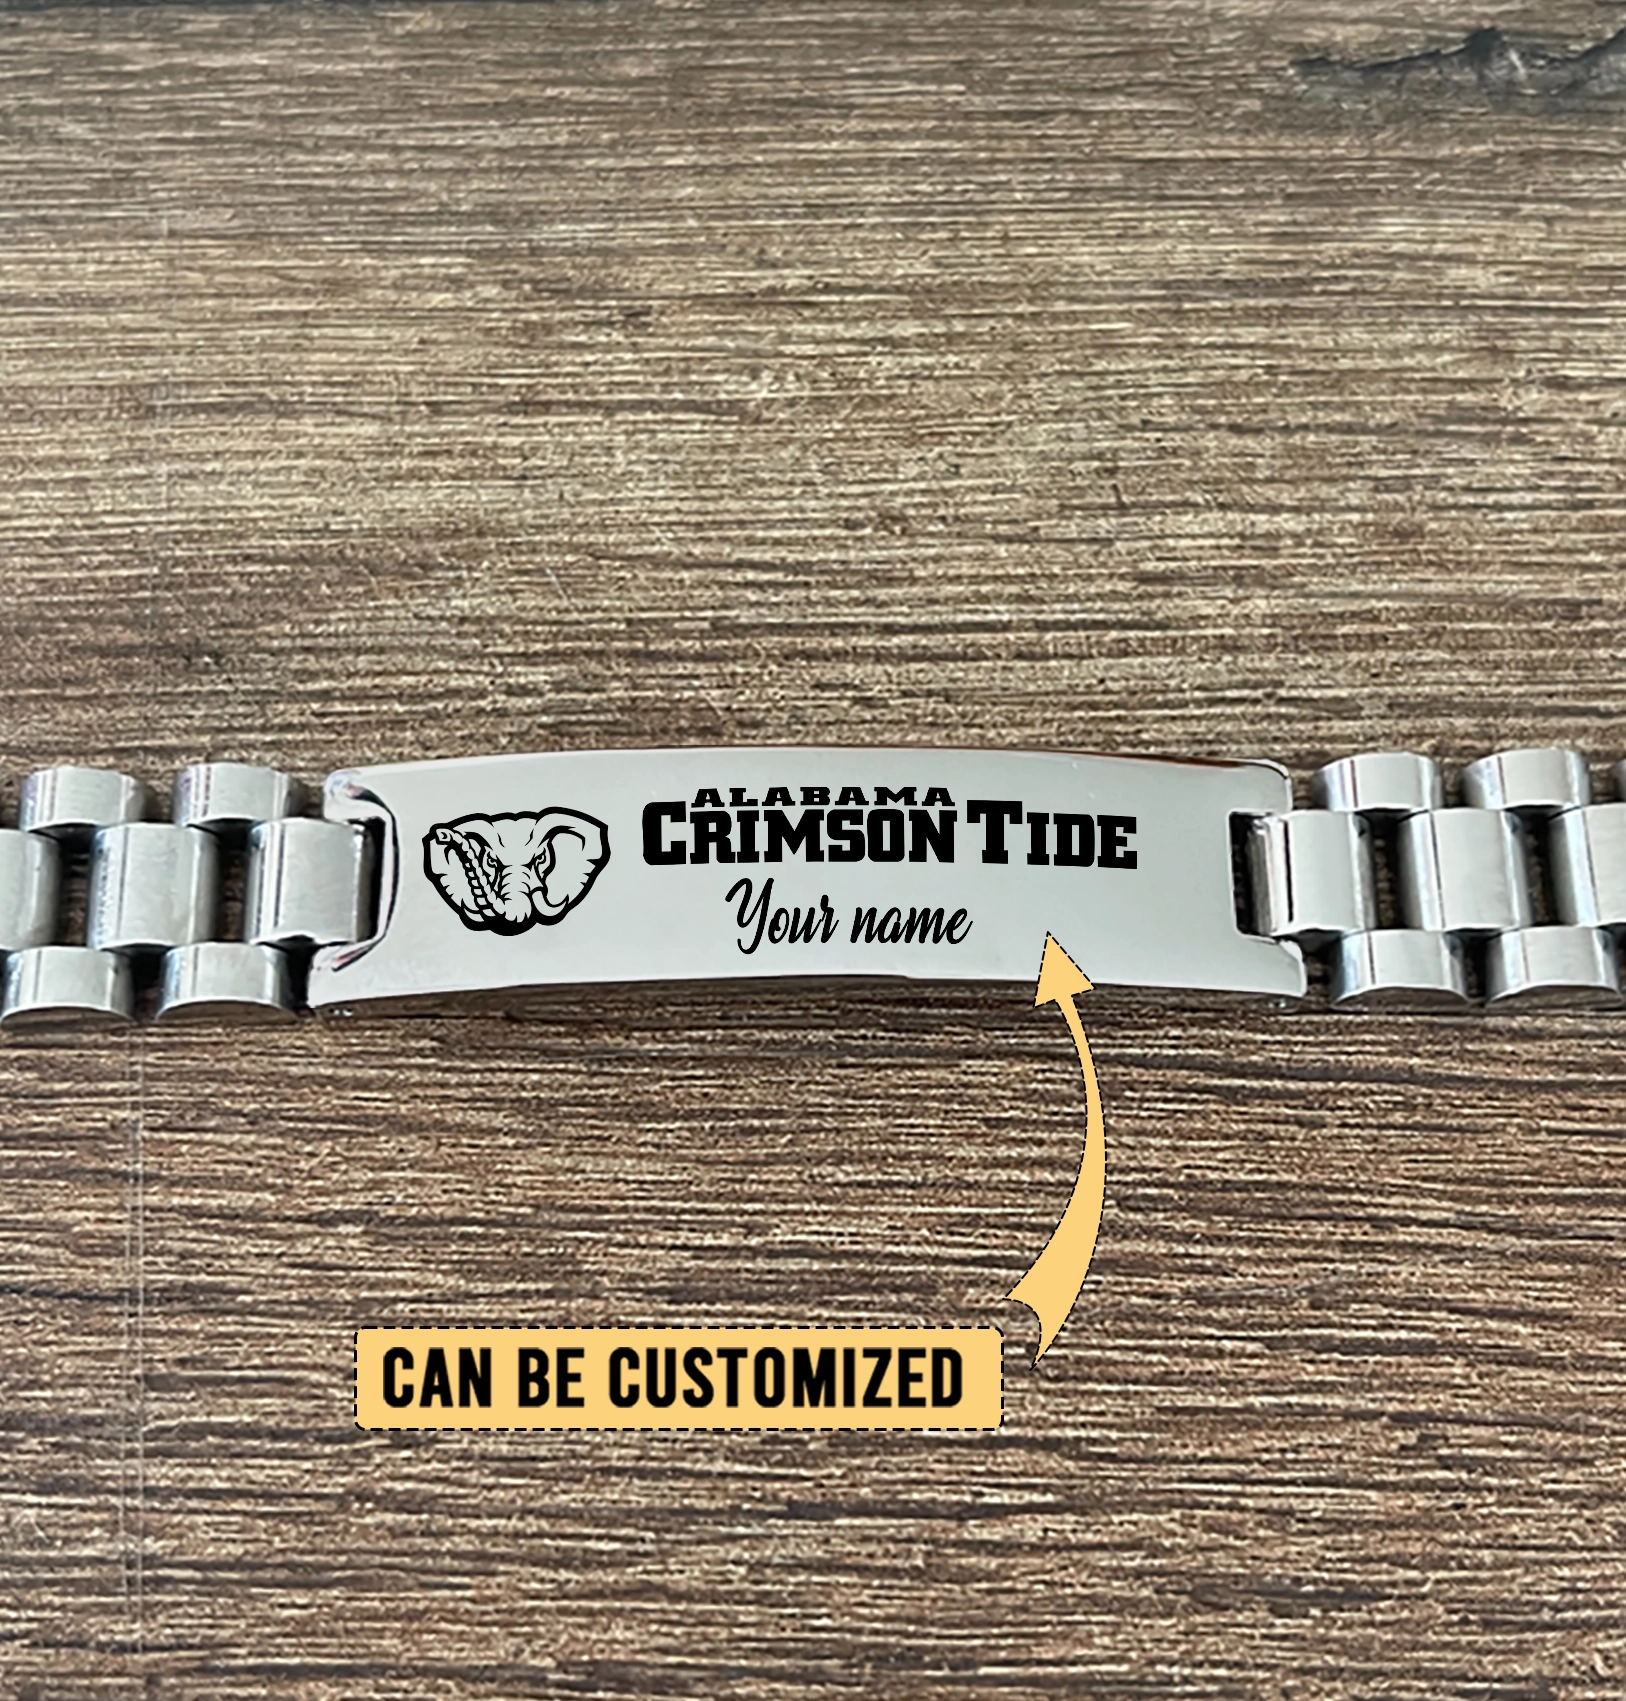 ALABAMA
CRIMSON TIDE
Your name
CAN BE CUSTOMIZED